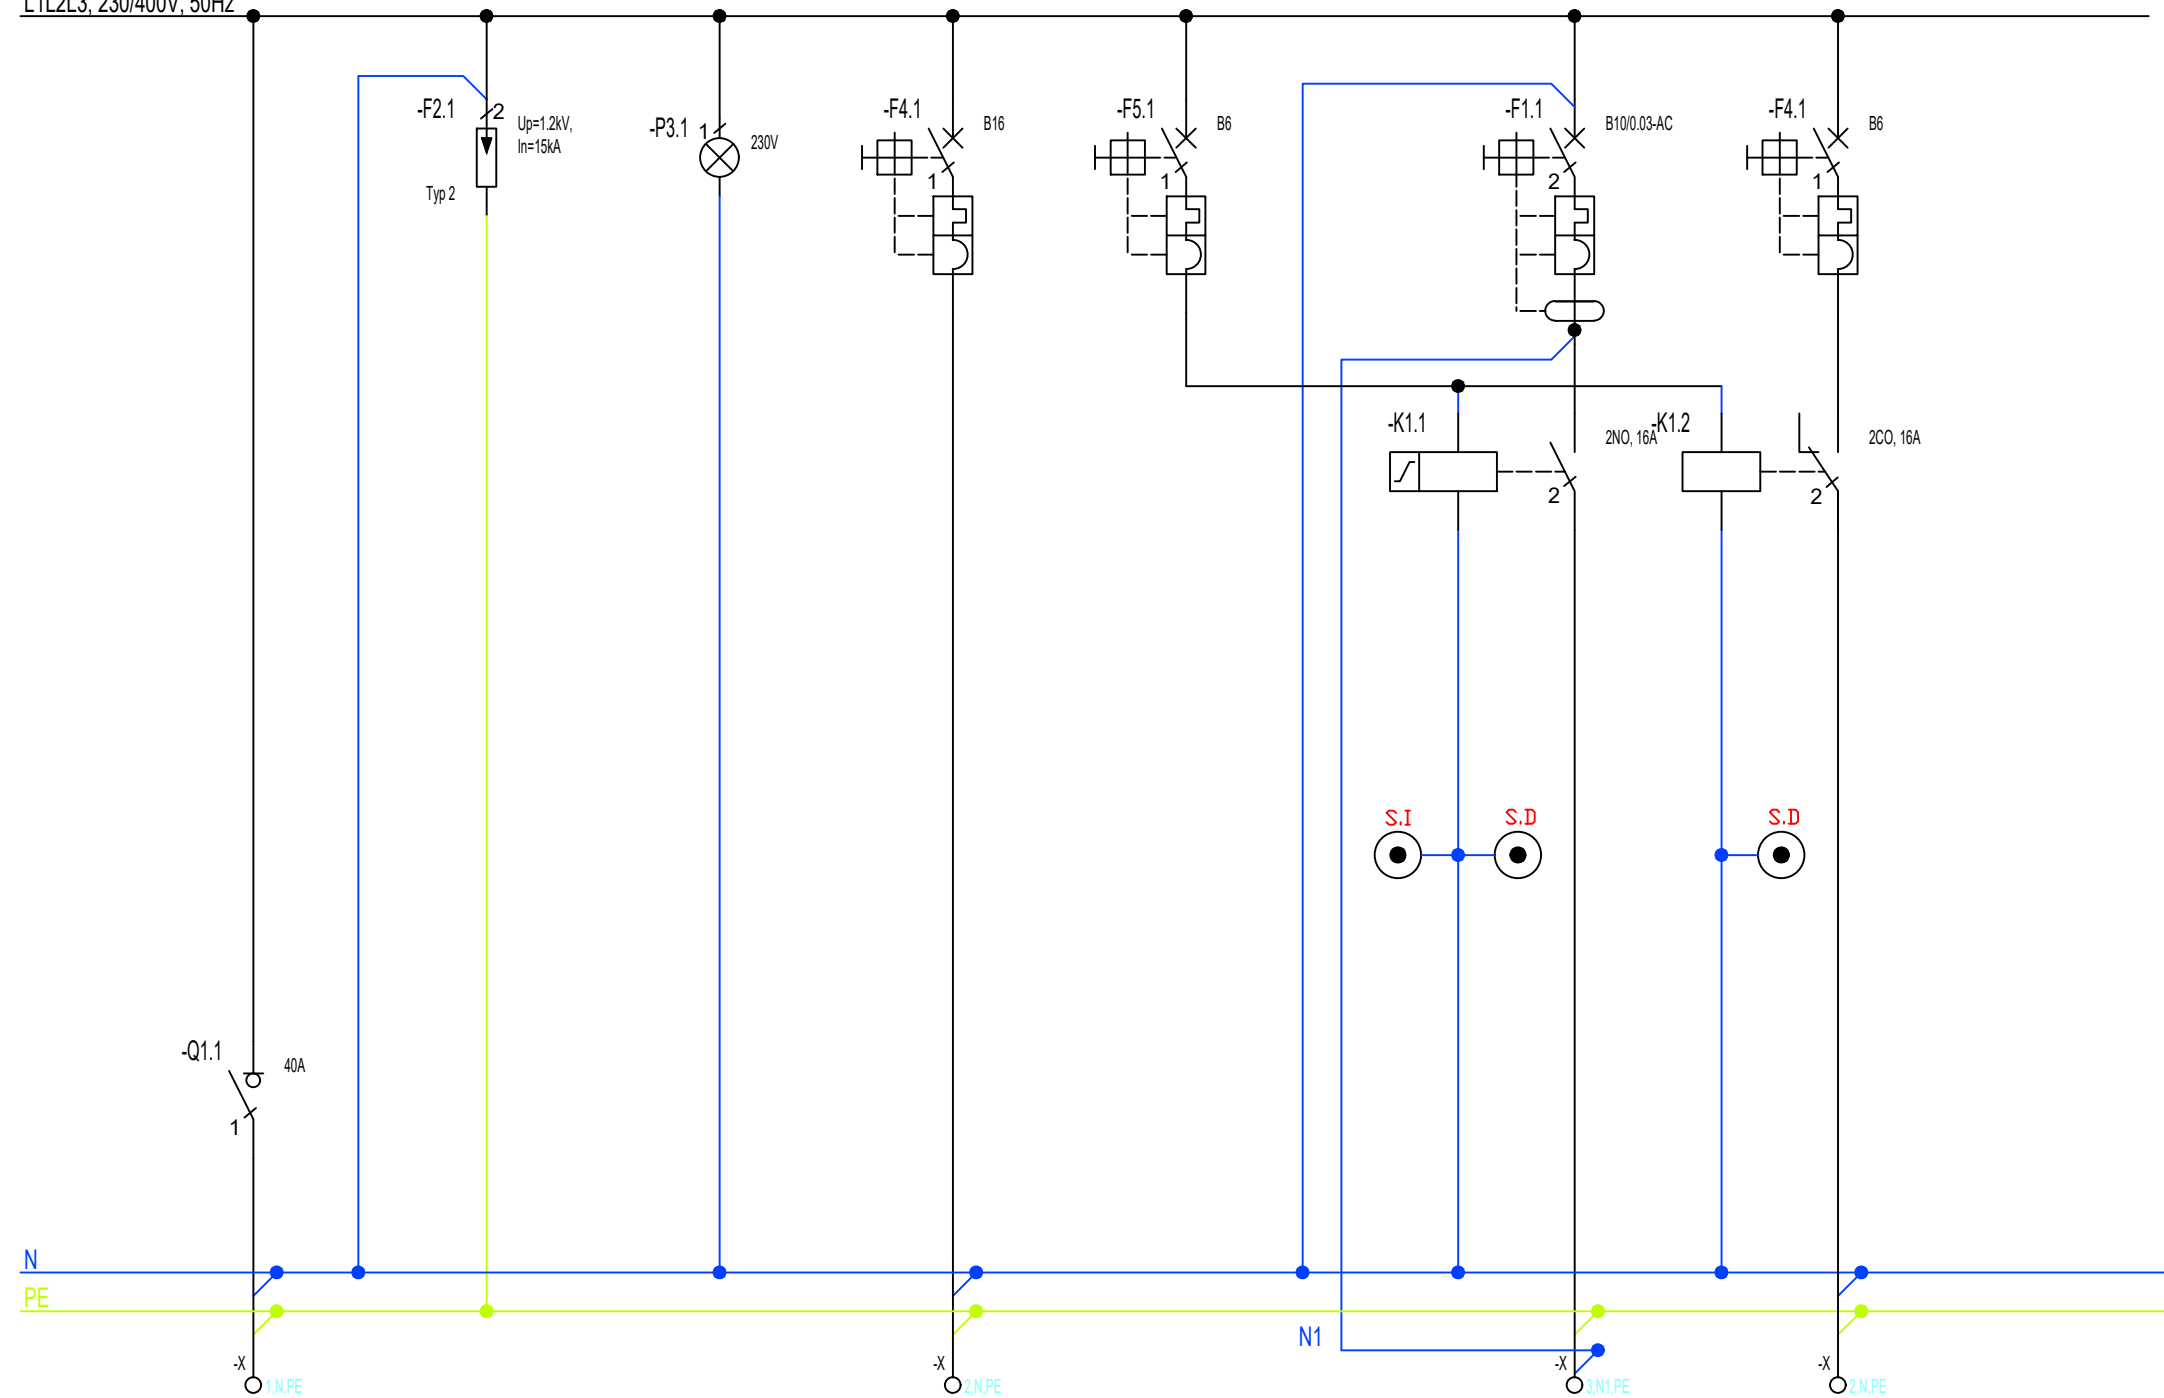 L1L2L3, 230/400V, 50Hz
-F2.1
2
Up=1.2kV,
In=15kA
Typ 2
-P3.1
1
230V
-F4.1
B16
1
-F5.1
B6
1
-F1.1
B10/0.03-AC
2
-F4.1
B6
1
-K1.1
2NO, 16A
2
-K1.2
2CO, 16A
2
S.I
S.D
S.D
-Q1.1
40A
1
N
PE
N1
-X
1,N,PE
-X
2,N,PE
-X
3,N1,PE
-X
2,N,PE